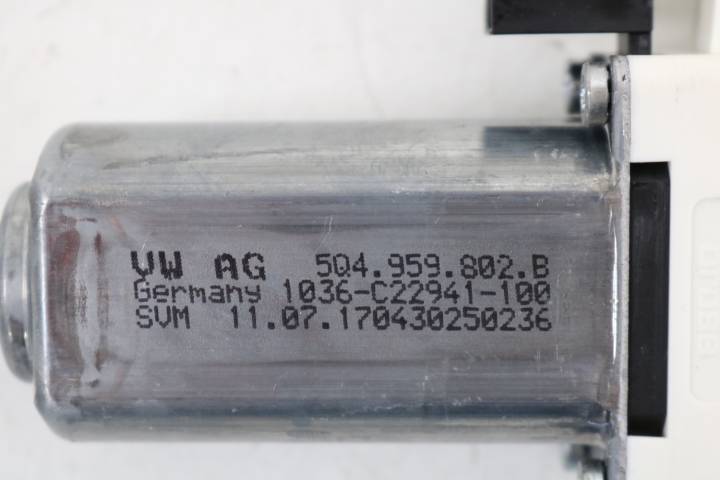 VW AG 5Q4.959.802.B
Germany 1036-C22941-100
SVM 11.07.170430250236